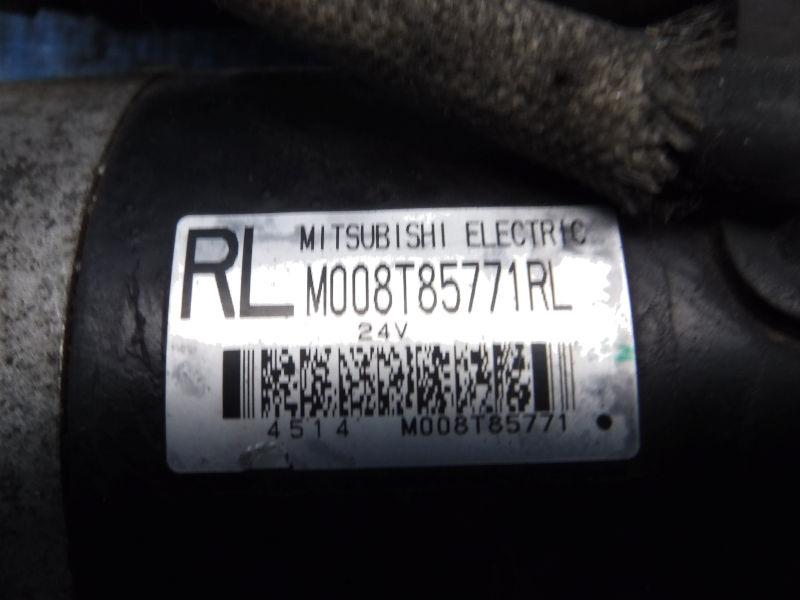 RL
MITSUBISHI ELECTRIC
M008T85771RL
24V
4514 M008T85771